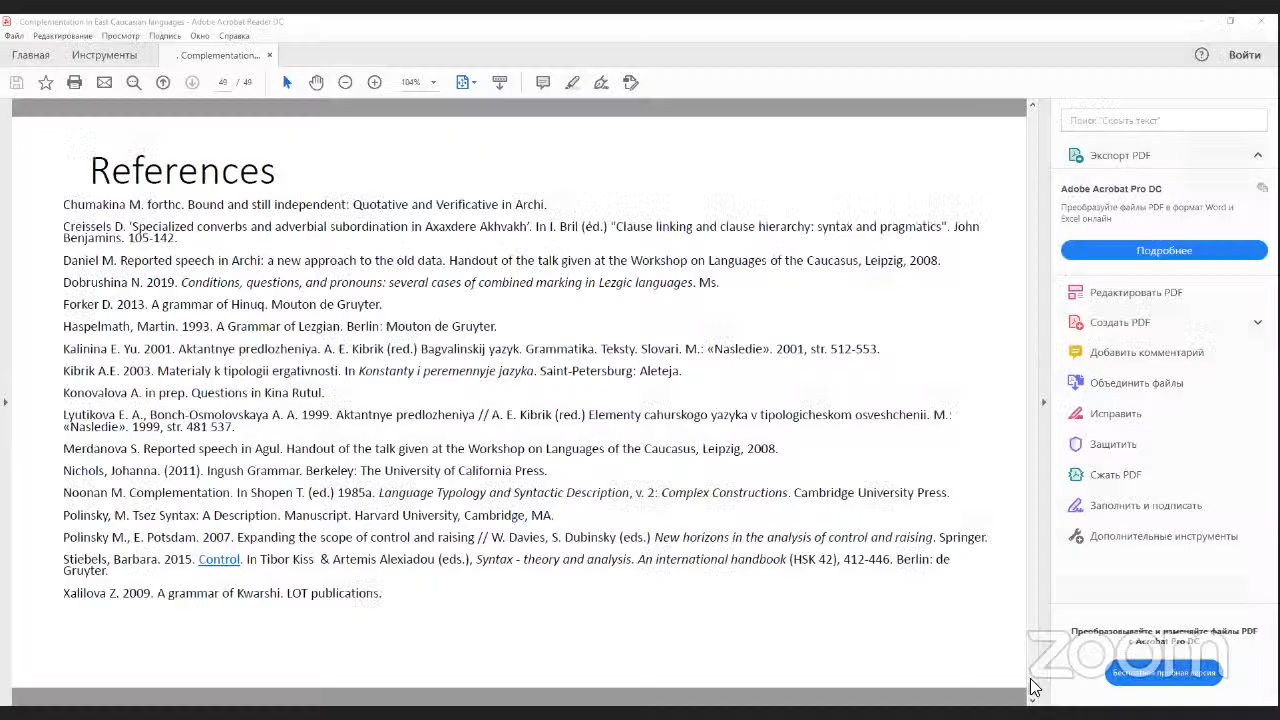 . Complementation in East Caucasian languages - Adobe Acrobat Reader DC
Файл Редактирование Просмотр Подпись Окно Справка
Главная Инструменты . Complementation... × Войти
49 / 49 104%
References
Chumakina M. forthc. Bound and still independent: Quotative and Verificative in Archi.
Creissels D. 'Specialized converbs and adverbial subordination in Axaxdere Akhvakh'. In I. Bril (éd.) "Clause linking and clause hierarchy: syntax and pragmatics". John
Benjamins. 105-142.
Daniel M. Reported speech in Archi: a new approach to the old data. Handout of the talk given at the Workshop on Languages of the Caucasus, Leipzig, 2008.
Dobrushina N. 2019. Conditions, questions, and pronouns: several cases of combined marking in Lezgic languages. Ms.
Forker D. 2013. A grammar of Hinuq. Mouton de Gruyter.
Haspelmath, Martin. 1993. A Grammar of Lezgian. Berlin: Mouton de Gruyter.
Kalinina E. Yu. 2001. Aktantnye predlozheniya. A. E. Kibrik (red.) Bagvalinskij yazyk. Grammatika. Teksty. Slovari. M.: «Nasledie». 2001, str. 512-553.
Kibrik A.E. 2003. Materialy k tipologii ergativnosti. In Konstanty i peremennyje jazyka. Saint-Petersburg: Aleteja.
Konovalova A. in prep. Questions in Kina Rutul.
Lyutikova E. A., Bonch-Osmolovskaya A. A. 1999. Aktantnye predlozheniya // A. E. Kibrik (red.) Elementy cahurskogo yazyka v tipologicheskom osveshchenii. M.:
«Nasledie». 1999, str. 481 537.
Merdanova S. Reported speech in Agul. Handout of the talk given at the Workshop on Languages of the Caucasus, Leipzig, 2008.
Nichols, Johanna. (2011). Ingush Grammar. Berkeley: The University of California Press.
Noonan M. Complementation. In Shopen T. (ed.) 1985a. Language Typology and Syntactic Description, v. 2: Complex Constructions. Cambridge University Press.
Polinsky, M. Tsez Syntax: A Description. Manuscript. Harvard University, Cambridge, MA.
Polinsky M., E. Potsdam. 2007. Expanding the scope of control and raising // W. Davies, S. Dubinsky (eds.) New horizons in the analysis of control and raising. Springer.
Stiebels, Barbara. 2015. Control. In Tibor Kiss & Artemis Alexiadou (eds.), Syntax - theory and analysis. An international handbook (HSK 42), 412-446. Berlin: de
Gruyter.
Xalilova Z. 2009. A grammar of Kwarshi. LOT publications.
Поиск "Скрыть текст"
Экспорт PDF
Adobe Acrobat Pro DC
Преобразуйте файлы PDF в формат Word и
Excel онлайн
Подробнее
Редактировать PDF
Создать PDF
Добавить комментарий
Объединить файлы
Исправить
Защитить
Сжать PDF
Заполнить и подписать
Дополнительные инструменты
Преобразовывайте и изменяйте файлы PDF
с Acrobat Pro DC
Бесплатная пробная версия
zoom